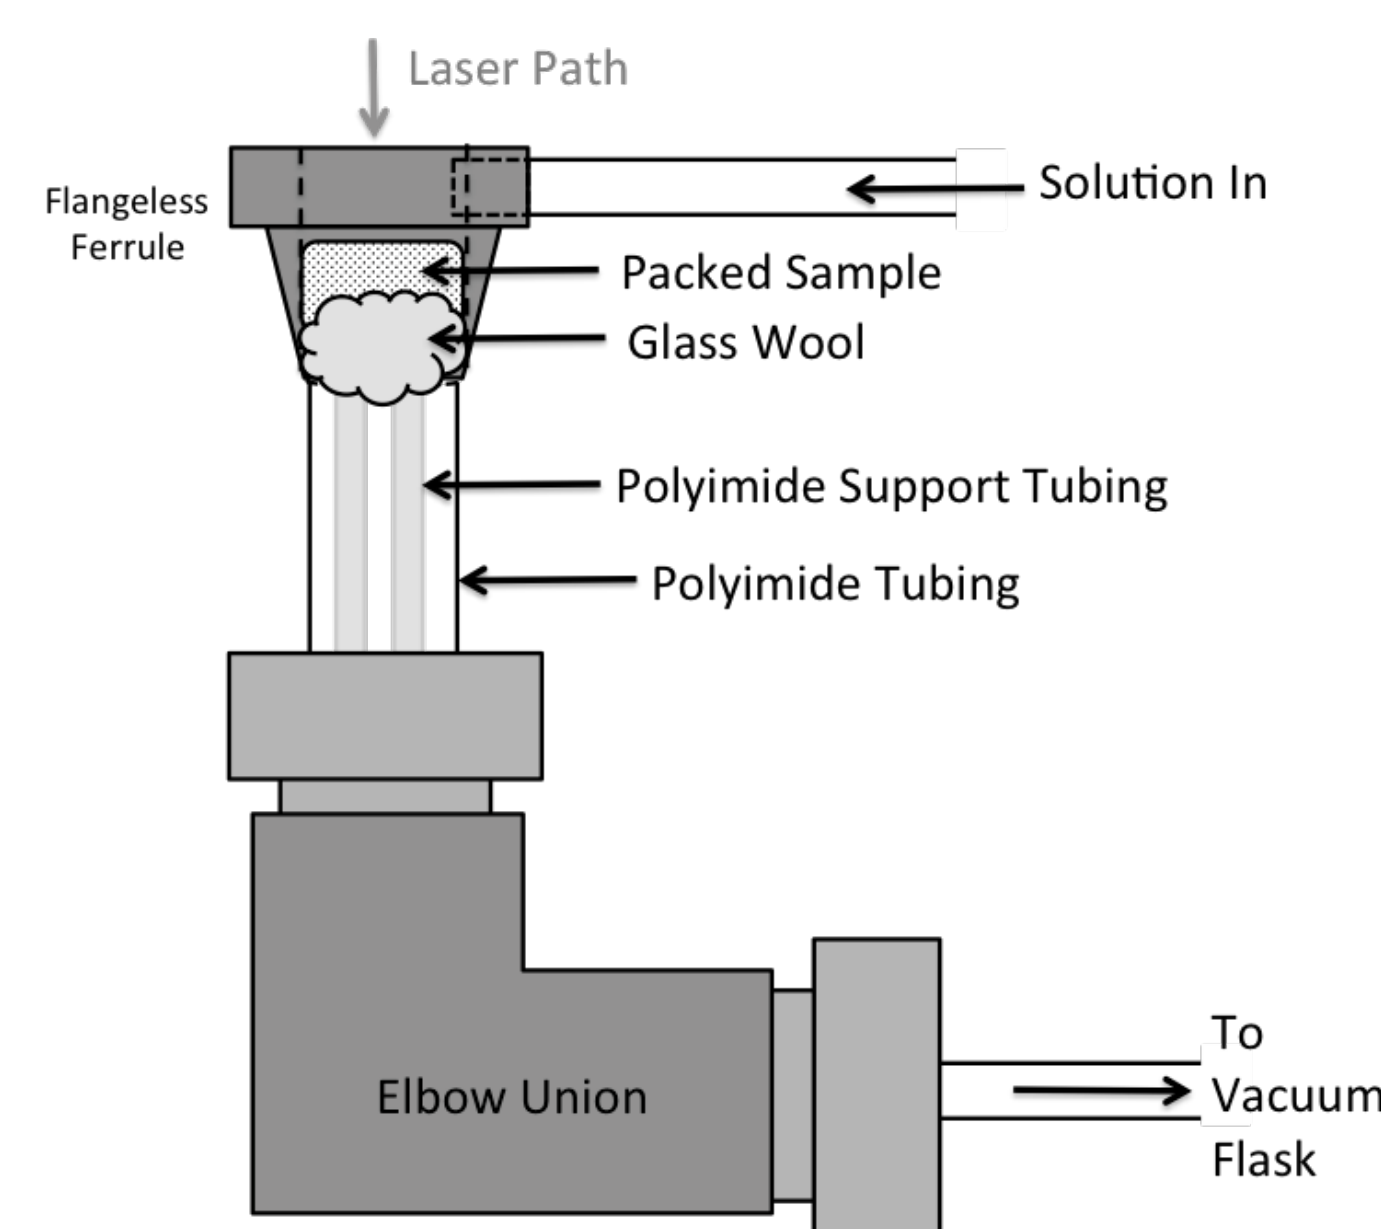 Laser Path
Solution In
Flangeless
Ferrule
Packed Sample
Glass Wool
Polyimide Support Tubing
Polyimide Tubing
Elbow Union
To
Vacuum
Flask